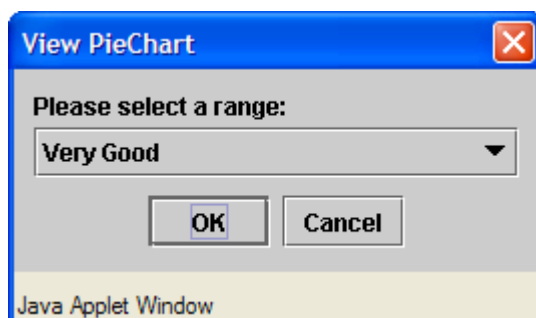 View PieChart
Please select a range:
Very Good
OK Cancel
Java Applet Window